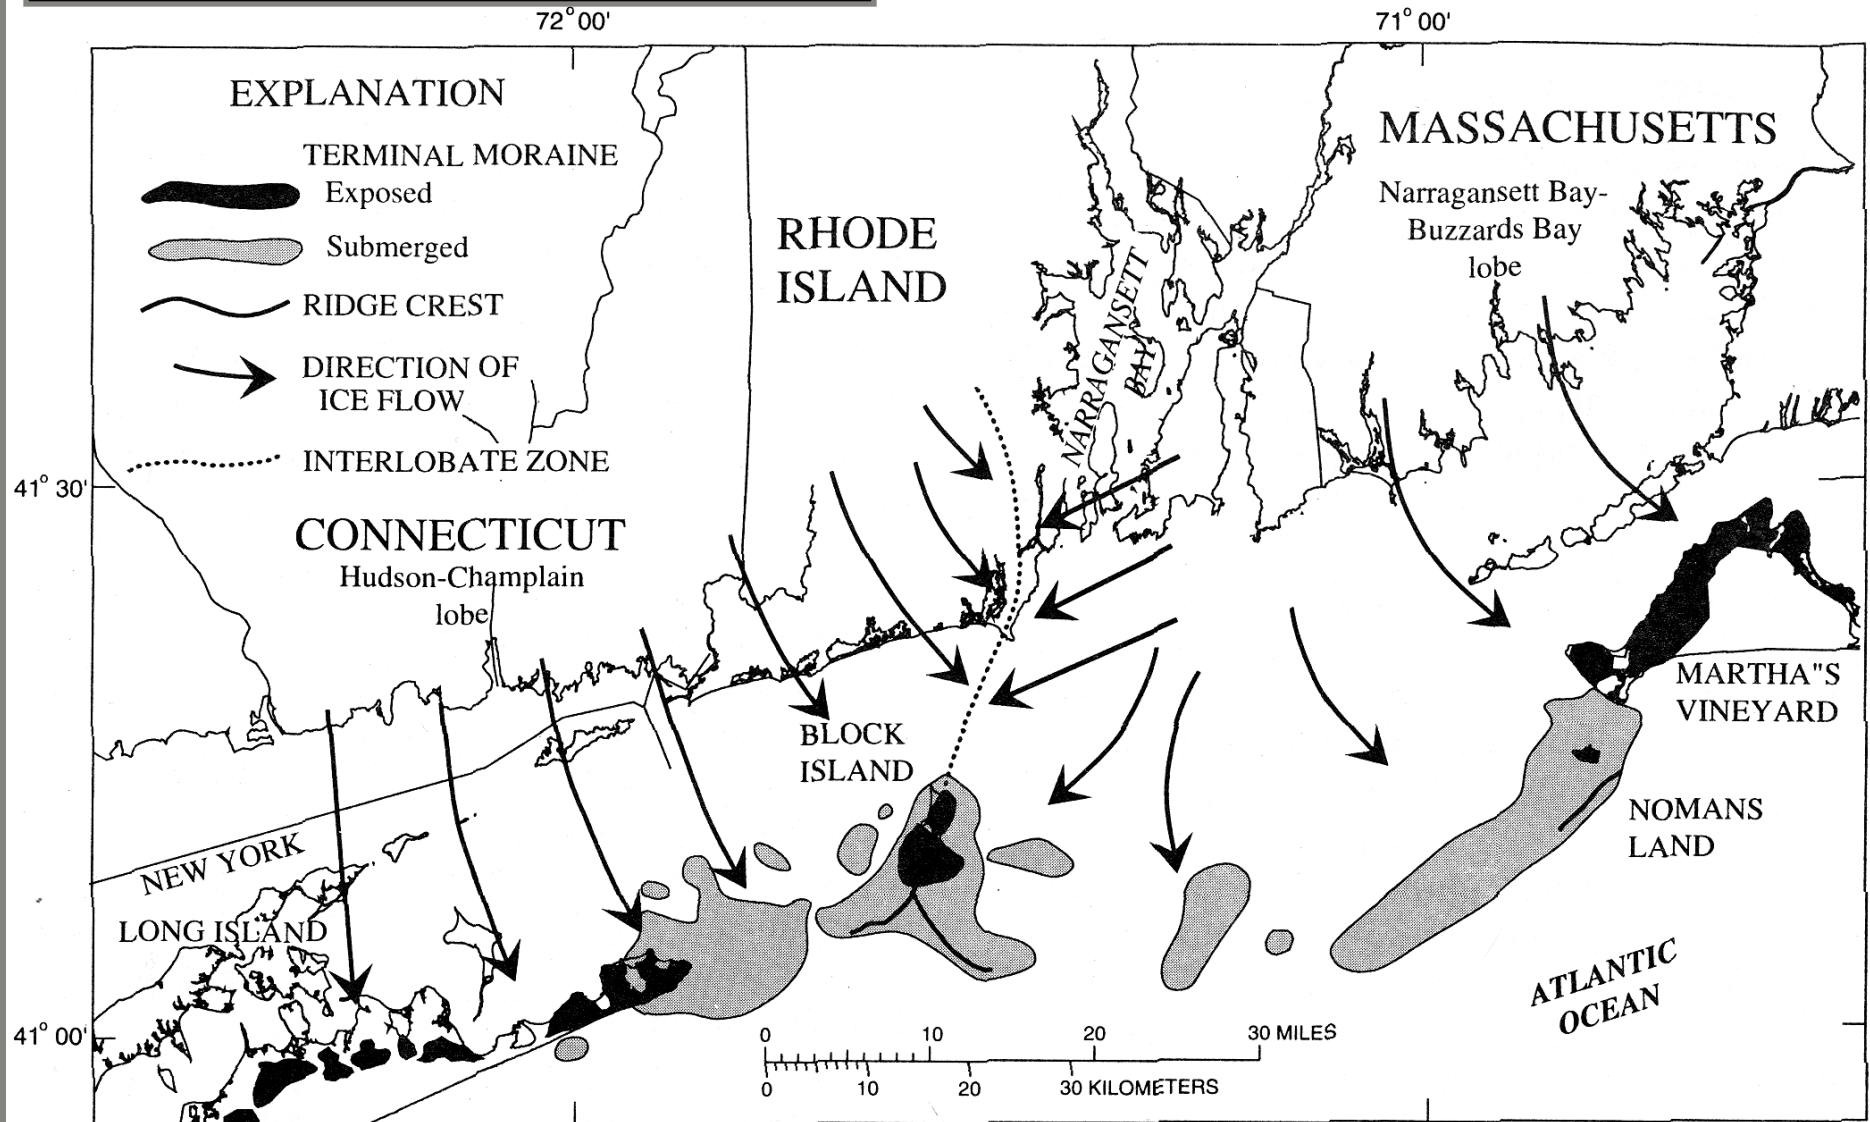 72° 00'
71° 00'
EXPLANATION
TERMINAL MORAINE
Exposed
Submerged
RIDGE CREST
DIRECTION OF
ICE FLOW
INTERLOBATE ZONE
CONNECTICUT
Hudson-Champlain
lobe
RHODE
ISLAND
NARRAGANSETT
BAY
MASSACHUSETTS
Narragansett Bay-
Buzzards Bay
lobe
41° 30'
BLOCK
ISLAND
MARTHA"S
VINEYARD
NOMANS
LAND
NEW YORK
LONG ISLAND
ATLANTIC
OCEAN
41° 00'
0 10 20 30 MILES
0 10 20 30 KILOMETERS